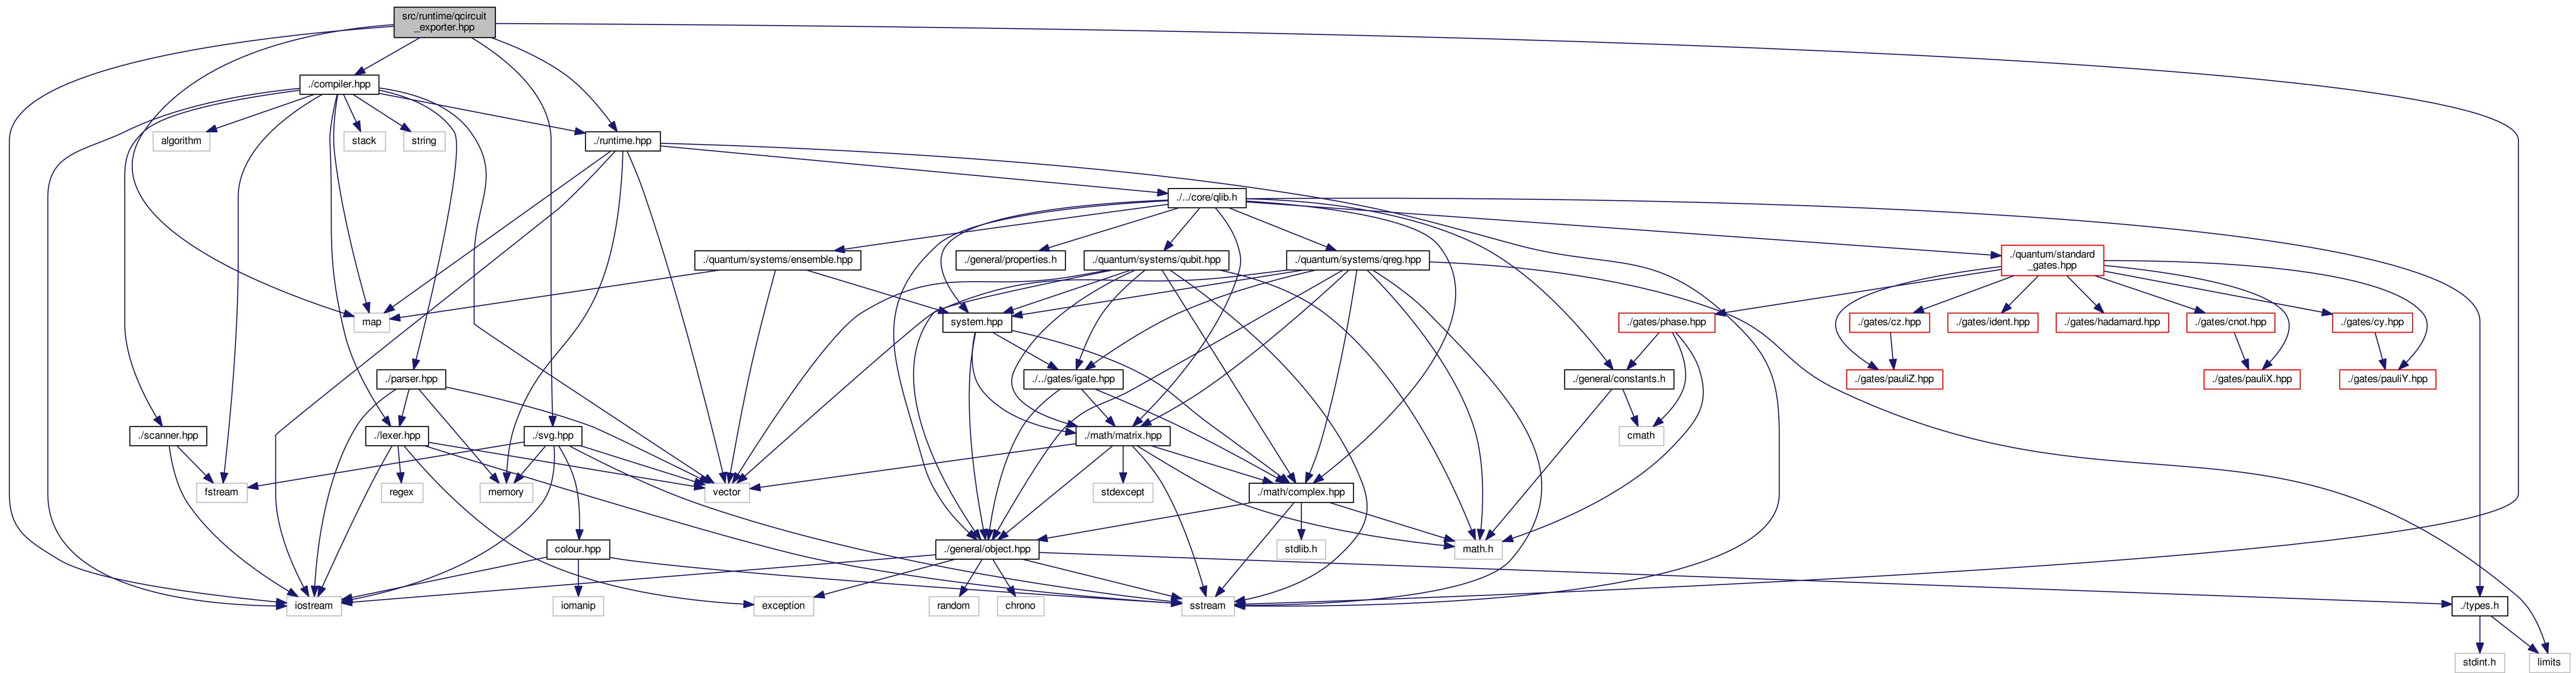 src/runtime/qcircuit
_exporter.hpp
./compiler.hpp
algorithm
stack
string
./runtime.hpp
./../core/qlib.h
./quantum/systems/ensemble.hpp
./general/properties.h
./quantum/systems/qubit.hpp
./quantum/systems/qreg.hpp
./quantum/standard
_gates.hpp
map
system.hpp
./gates/phase.hpp
./gates/cz.hpp
./gates/ident.hpp
./gates/hadamard.hpp
./gates/cnot.hpp
./gates/cy.hpp
./parser.hpp
./../gates/igate.hpp
./general/constants.h
./gates/pauliZ.hpp
./gates/pauliX.hpp
./gates/pauliY.hpp
./scanner.hpp
./lexer.hpp
./svg.hpp
./math/matrix.hpp
cmath
fstream
regex
memory
vector
stdexcept
./math/complex.hpp
colour.hpp
./general/object.hpp
stdlib.h
math.h
iostream
iomanip
exception
random
chrono
sstream
./types.h
stdint.h
limits